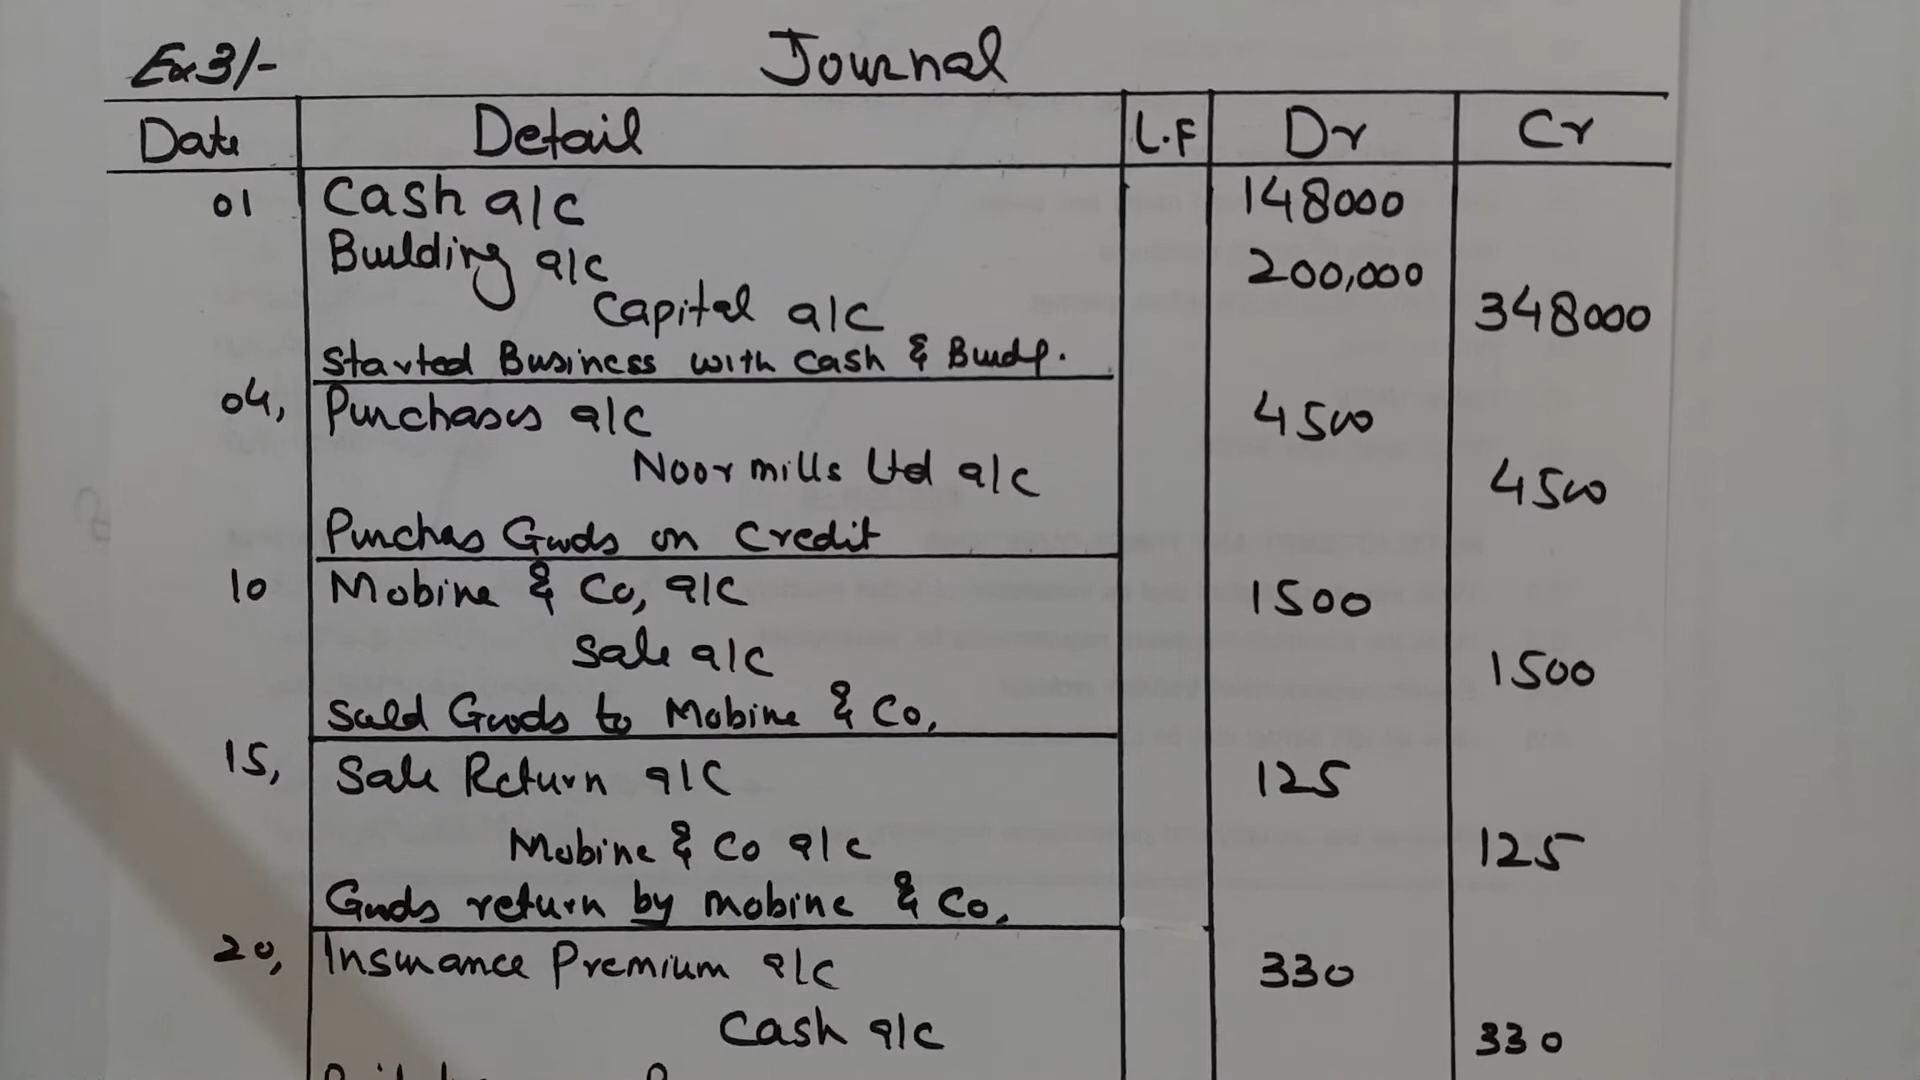 Ex3/- Journal
Date Detail L.F Dr Cr
01 Cash a/c 148000
Building a/c 200,000
Capital a/c 348000
Started Business with Cash & Buidg.
04, Purchases a/c 4500
Noor mills Ltd a/c 4500
Purchas Goods on Credit
10 Mobine & Co, a/c 1500
Sale a/c 1500
Sold Goods to Mobine & Co,
15, Sale Return a/c 125
Mobine & Co a/c 125
Goods return by mobine & Co,
20, Insurance Premium a/c 330
Cash a/c 330